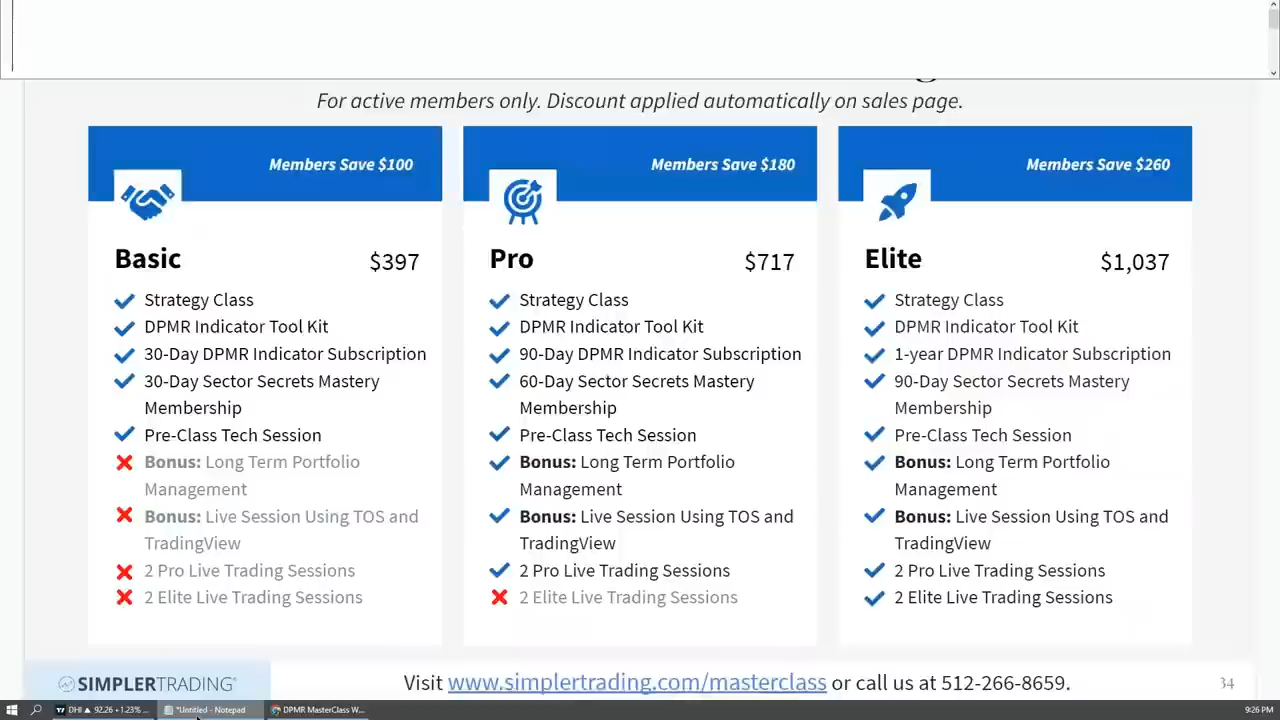 For active members only. Discount applied automatically on sales page.
Members Save $100
Basic
$397
Strategy Class
DPMR Indicator Tool Kit
30-Day DPMR Indicator Subscription
30-Day Sector Secrets Mastery
Membership
Pre-Class Tech Session
Bonus: Long Term Portfolio
Management
Bonus: Live Session Using TOS and
TradingView
2 Pro Live Trading Sessions
2 Elite Live Trading Sessions
Members Save $180
Pro
$717
Strategy Class
DPMR Indicator Tool Kit
90-Day DPMR Indicator Subscription
60-Day Sector Secrets Mastery
Membership
Pre-Class Tech Session
Bonus: Long Term Portfolio
Management
Bonus: Live Session Using TOS and
TradingView
2 Pro Live Trading Sessions
2 Elite Live Trading Sessions
Members Save $260
Elite
$1,037
Strategy Class
DPMR Indicator Tool Kit
1-year DPMR Indicator Subscription
90-Day Sector Secrets Mastery
Membership
Pre-Class Tech Session
Bonus: Long Term Portfolio
Management
Bonus: Live Session Using TOS and
TradingView
2 Pro Live Trading Sessions
2 Elite Live Trading Sessions
SIMPLERTRADING®
Visit www.simplertrading.com/masterclass or call us at 512-266-8659.
34
DHI ▲ 92.26 • 1.23% ...
*Untitled - Notepad
DPMR MasterClass W...
9:26 PM